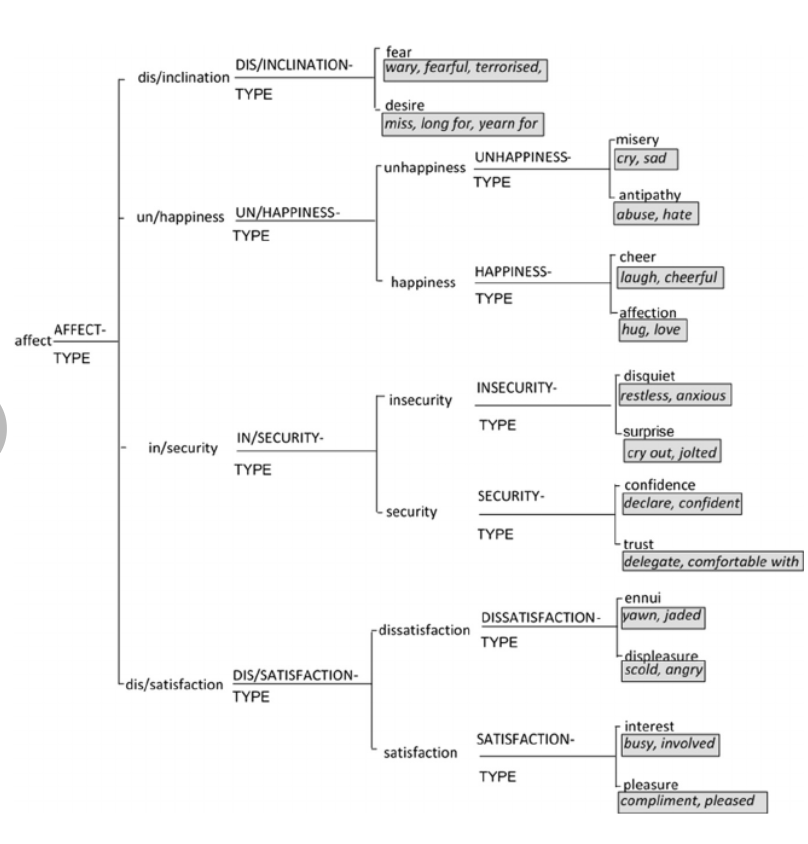 fear
DIS/INCLINATION-
wary, fearful, terrorised,
dis/inclination
TYPE
desire
miss, long for, yearn for
misery
UNHAPPINESS-
cry, sad
unhappiness
TYPE
antipathy
UN/HAPPINESS-
abuse, hate
un/happiness
TYPE
cheer
HAPPINESS-
laugh, cheerful
happiness
TYPE
affection
AFFECT-
hug, love
affect
TYPE
disquiet
INSECURITY-
restless, anxious
insecurity
TYPE
surprise
IN/SECURITY-
cry out, jolted
in/security
TYPE
confidence
SECURITY-
declare, confident
security
TYPE
trust
delegate, comfortable with
ennui
DISSATISFACTION-
yawn, jaded
dissatisfaction
TYPE
displeasure
DIS/SATISFACTION-
scold, angry
dis/satisfaction
TYPE
interest
SATISFACTION-
busy, involved
satisfaction
TYPE
pleasure
compliment, pleased